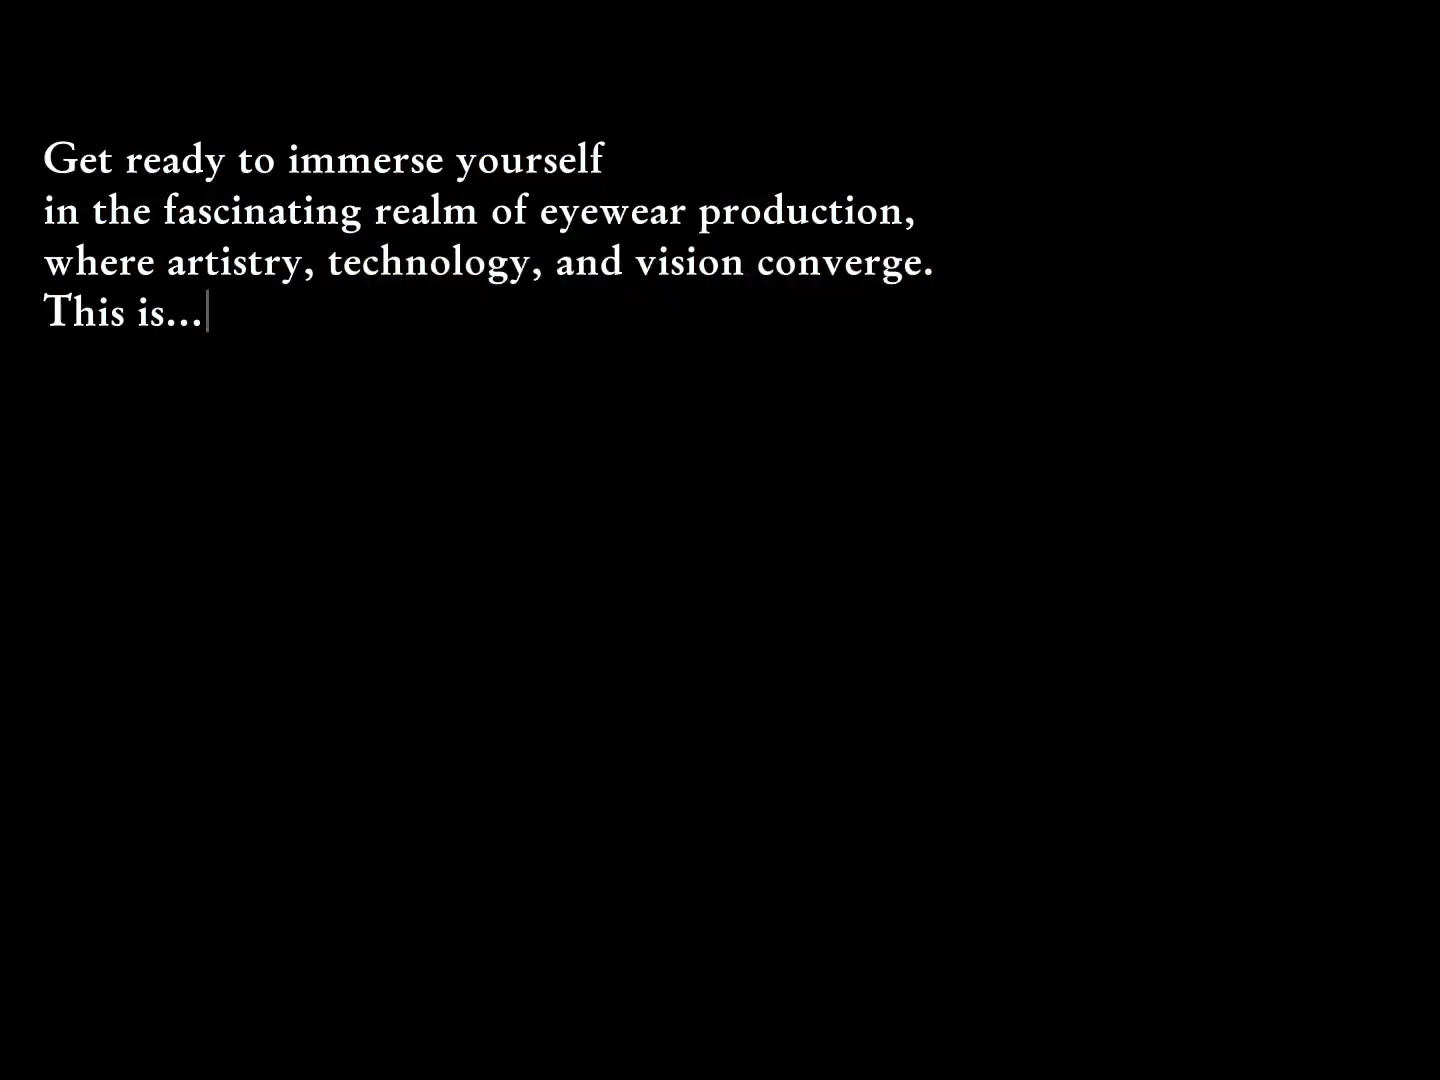 Get ready to immerse yourself
in the fascinating realm of eyewear production,
where artistry, technology, and vision converge.
This is...